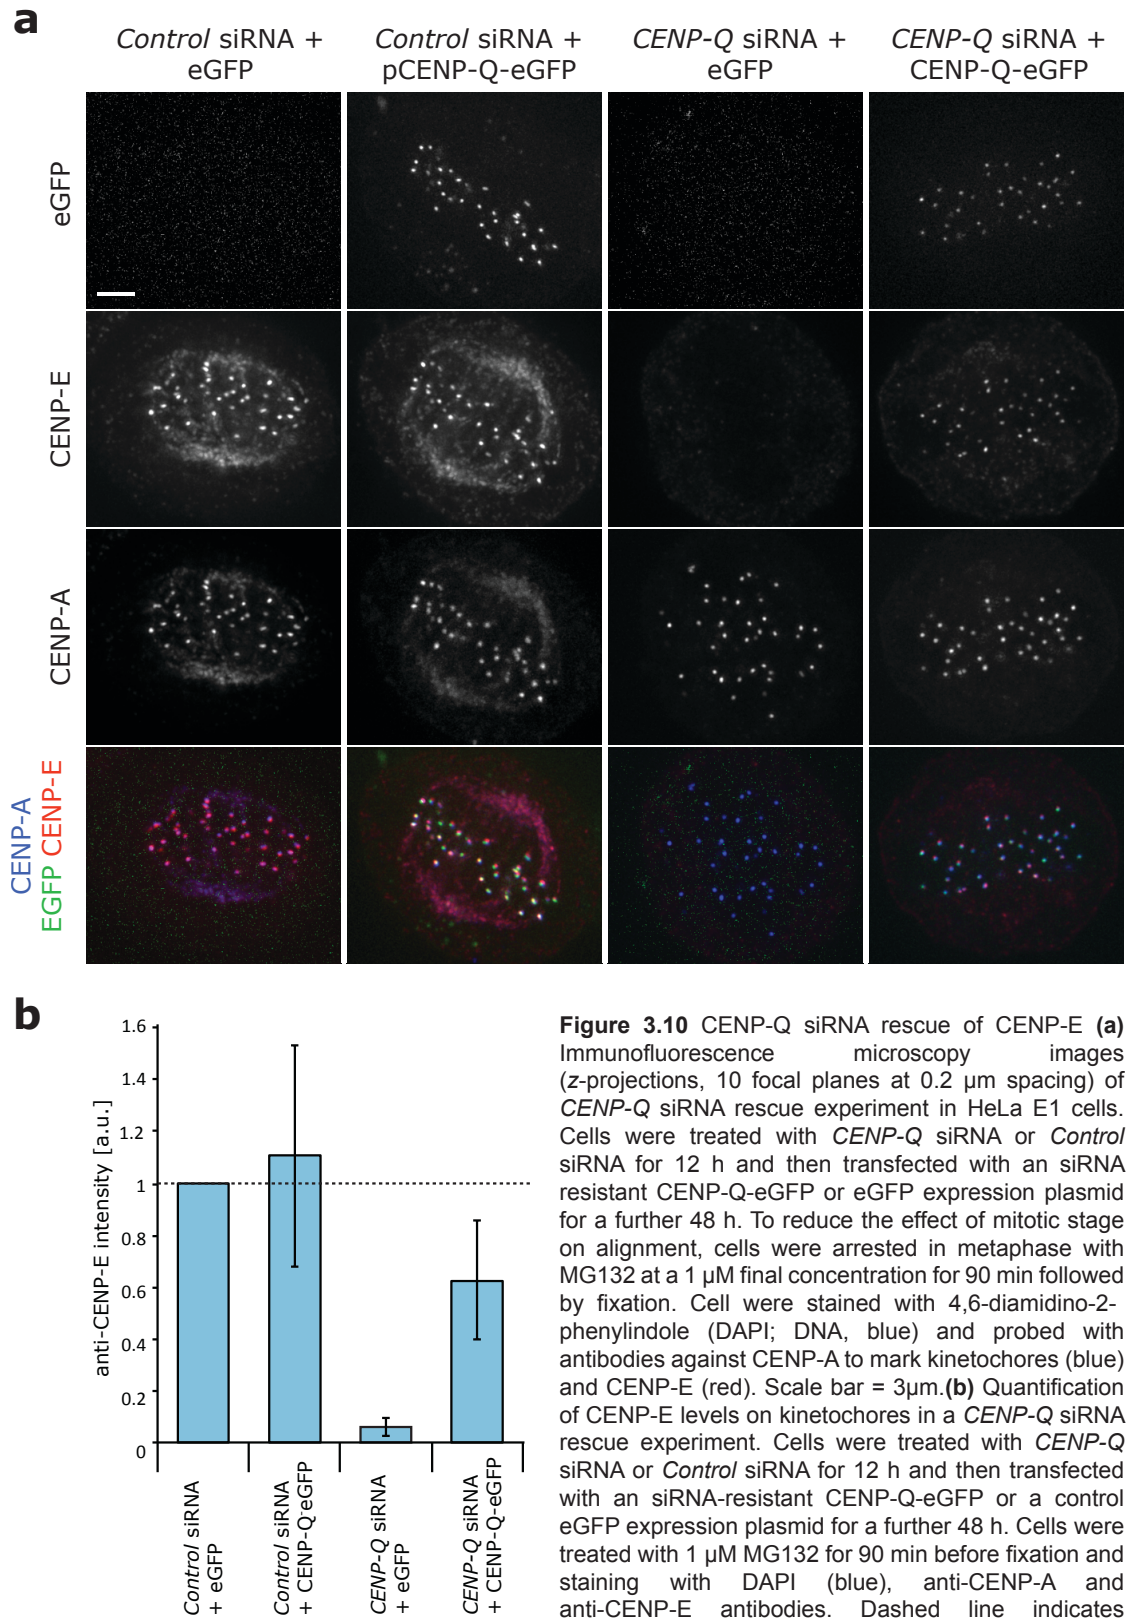 a
Control siRNA +
eGFP
Control siRNA +
pCENP-Q-eGFP
CENP-Q siRNA +
eGFP
CENP-Q siRNA +
CENP-Q-eGFP
eGFP
CENP-E
CENP-A
CENP-A
EGFP CENP-E
b
anti-CENP-E intensity [a.u.]
1.6
1.4
1.2
1
0.8
0.6
0.4
0.2
0
Control siRNA
+ eGFP
Control siRNA
+ CENP-Q-eGFP
CENP-Q siRNA
+ eGFP
CENP-Q siRNA
+ CENP-Q-eGFP
Figure 3.10 CENP-Q siRNA rescue of CENP-E (a)
Immunofluorescence microscopy images
(z-projections, 10 focal planes at 0.2 µm spacing) of
CENP-Q siRNA rescue experiment in HeLa E1 cells.
Cells were treated with CENP-Q siRNA or Control
siRNA for 12 h and then transfected with an siRNA
resistant CENP-Q-eGFP or eGFP expression plasmid
for a further 48 h. To reduce the effect of mitotic stage
on alignment, cells were arrested in metaphase with
MG132 at a 1 µM final concentration for 90 min followed
by fixation. Cell were stained with 4,6-diamidino-2-
phenylindole (DAPI; DNA, blue) and probed with
antibodies against CENP-A to mark kinetochores (blue)
and CENP-E (red). Scale bar = 3µm.(b) Quantification
of CENP-E levels on kinetochores in a CENP-Q siRNA
rescue experiment. Cells were treated with CENP-Q
siRNA or Control siRNA for 12 h and then transfected
with an siRNA-resistant CENP-Q-eGFP or a control
eGFP expression plasmid for a further 48 h. Cells were
treated with 1 µM MG132 for 90 min before fixation and
staining with DAPI (blue), anti-CENP-A and
anti-CENP-E antibodies. Dashed line indicates